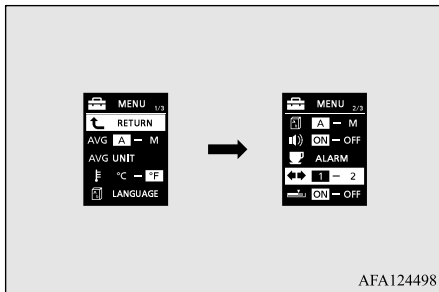 MENU 1/3
RETURN
AVG A – M
AVG UNIT
°C – °F
LANGUAGE
MENU 2/3
A – M
ON – OFF
ALARM
1 – 2
ON – OFF
AFA124498